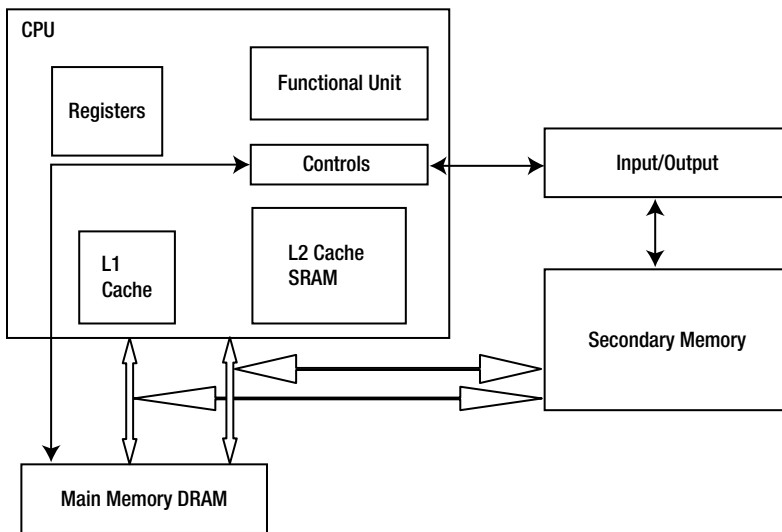 CPU
Functional Unit
Registers
Controls
Input/Output
L1
Cache
L2 Cache
SRAM
Secondary Memory
Main Memory DRAM